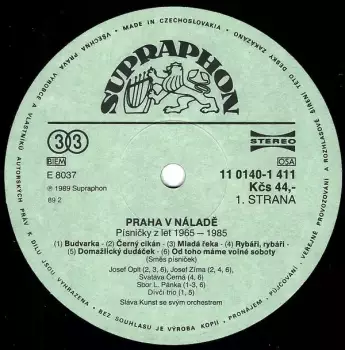 MADE IN CZECHOSLOVAKIA
VŠECHNA PRÁVA VÝROBCE A VLASTNÍKŮ AUTORSKÝCH PRÁV K DÍLU JSOU VYHRAZENA
SUPRAPHON
33
BIEM
STEREO
OSA
E 8037
℗ 1989 Supraphon
89 2
11 0140-1 411
Kčs 44,-
1. STRANA
PRAHA V NÁLADĚ
Písničky z let 1965 — 1985
(1) Budvarka - (2) Černý cikán - (3) Mladá řeka - (4) Rybáři, rybáři -
(5) Domažlický dudáček - (6) Od toho máme volné soboty
(Směs písniček)
Josef Oplt (2, 3, 6), Josef Zíma (2, 4, 6),
Svatava Černá (4, 6)
Sbor L. Pánka (1-3, 6)
Dívčí trio (1, 5)
Sláva Kunst se svým orchestrem
BEZ SOUHLASU JE VÝROBA KOPIÍ - PRONÁJEM - PŮJČOVÁNÍ - VEŘEJNÉ PROVOZOVÁNÍ A ROZHLASOVÉ ŠÍŘENÍ TÉTO DESKY ZAKÁZÁNO